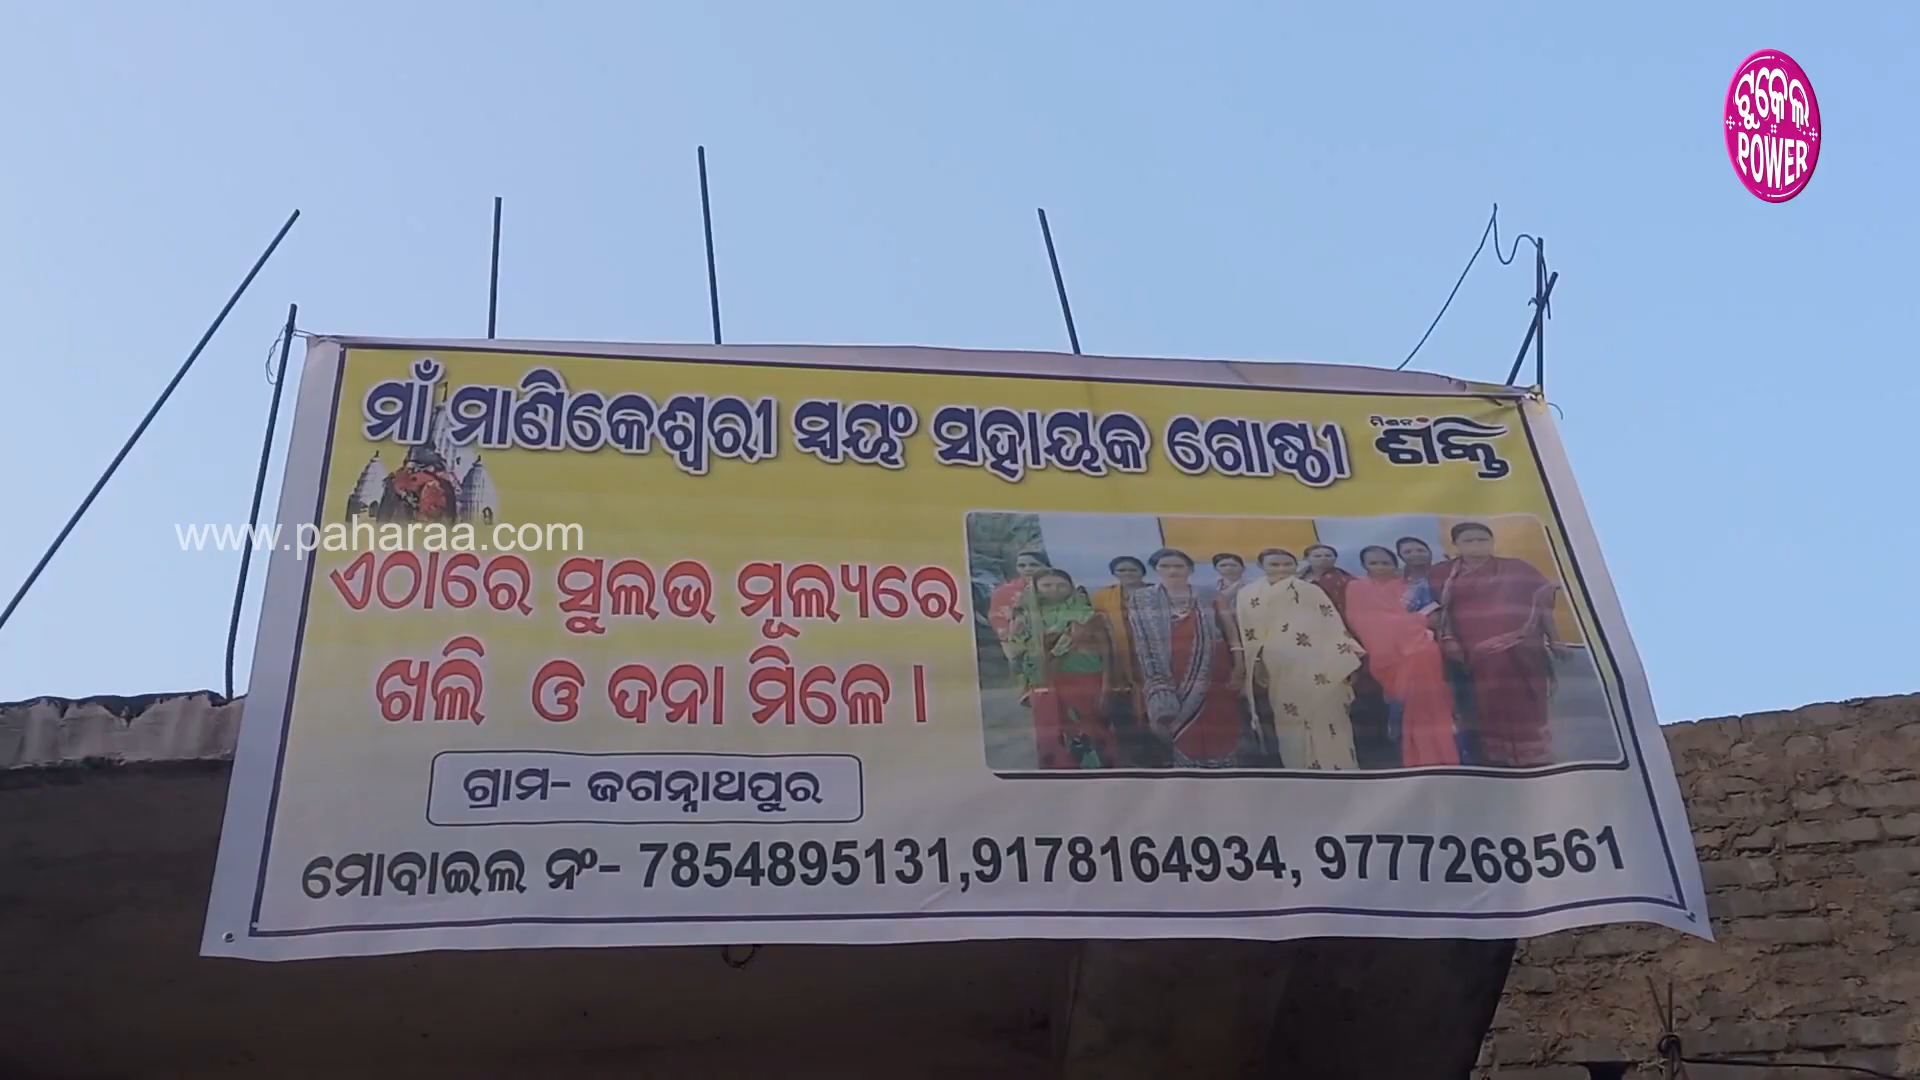 ଟୁକେଲ
POWER
ମାଁ ମାଣିକେଶ୍ୱରୀ ସ୍ୱୟଂ ସହାୟକ ଗୋଷ୍ଠୀ
ମିଶନ
ଶକ୍ତି
www.paharaa.com
ଏଠାରେ ସୁଲଭ ମୂଲ୍ୟରେ
ଖଲି ଓ ଦନା ମିଳେ ।
ଗ୍ରାମ- ଜଗନ୍ନାଥପୁର
ମୋବାଇଲ ନଂ- 7854895131,9178164934, 9777268561